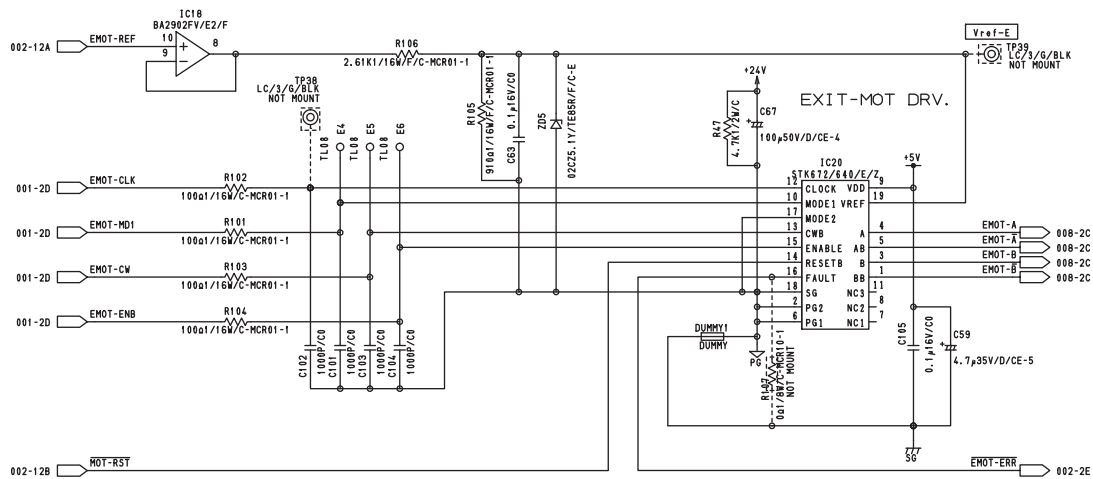 IC18
BA2902FV/E2/F
002-12A
EMOT-REF
10
9
8
+
−
R106
2.61K1/16W/F/C-MCR01-1
Vref-E
TP39
LC/3/G/BLK
NOT MOUNT
TP38
LC/3/G/BLK
NOT MOUNT
TL08 E4
TL08 E5
TL08 E6
R105
910Ω1/16W/F/C-MCR01-1
0.1μ16V/C0
C63
ZD5
02CZ5.1Y/TE85R/F/C-E
+24V
R47
4.7K1/2W/C
C67
100μ50V/D/CE-4
EXIT-MOT DRV.
IC20
STK672/640/E/Z
+5V
12 CLOCK VDD 9
10 MODE1 VREF 19
17 MODE2
13 CWB A 4
15 ENABLE AB 5
14 RESETB B 3
16 FAULT BB 1
18 SG NC3 11
2 PG2 NC2 8
6 PG1 NC1 7
001-2D
EMOT-CLK
R102
100Ω1/16W/C-MCR01-1
001-2D
EMOT-MD1
R101
100Ω1/16W/C-MCR01-1
001-2D
EMOT-CW
R103
100Ω1/16W/C-MCR01-1
001-2D
EMOT-ENB
R104
100Ω1/16W/C-MCR01-1
EMOT-A
008-2C
EMOT-A̅
008-2C
EMOT-B
008-2C
EMOT-B̅
008-2C
C102
1000P/C0
C101
1000P/C0
C103
1000P/C0
C104
1000P/C0
DUMMY1
DUMMY
PG
R107
0Ω1/8W/C-MCR10-1
NOT MOUNT
C105
0.1μ16V/C0
C59
4.7μ35V/D/CE-5
SG
002-12B
MOT-RST
EMOT-ERR
002-2E